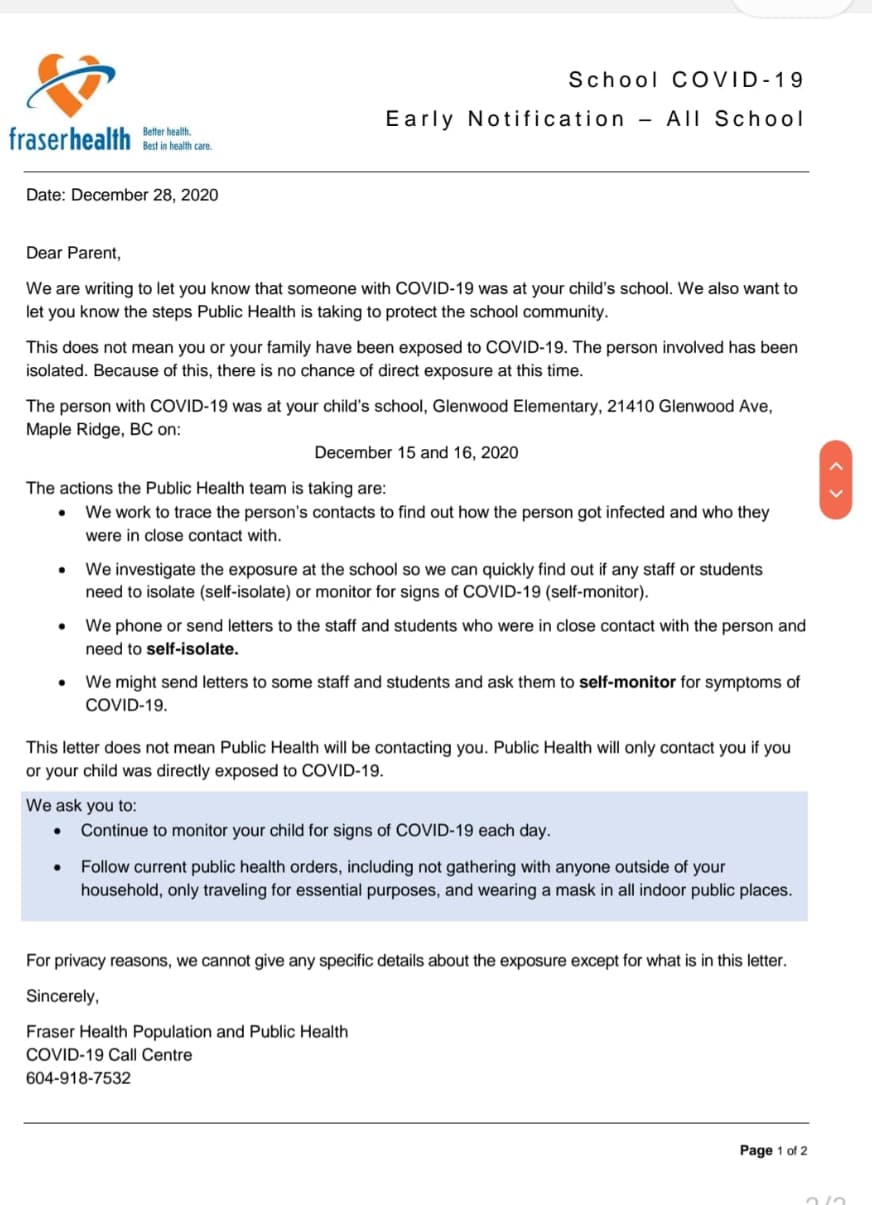 School COVID-19
Early Notification – All School
fraserhealth Better health.
Best in health care.
Date: December 28, 2020
Dear Parent,
We are writing to let you know that someone with COVID-19 was at your child's school. We also want to
let you know the steps Public Health is taking to protect the school community.
This does not mean you or your family have been exposed to COVID-19. The person involved has been
isolated. Because of this, there is no chance of direct exposure at this time.
The person with COVID-19 was at your child's school, Glenwood Elementary, 21410 Glenwood Ave,
Maple Ridge, BC on:
December 15 and 16, 2020
The actions the Public Health team is taking are:
• We work to trace the person's contacts to find out how the person got infected and who they
were in close contact with.
• We investigate the exposure at the school so we can quickly find out if any staff or students
need to isolate (self-isolate) or monitor for signs of COVID-19 (self-monitor).
• We phone or send letters to the staff and students who were in close contact with the person and
need to self-isolate.
• We might send letters to some staff and students and ask them to self-monitor for symptoms of
COVID-19.
This letter does not mean Public Health will be contacting you. Public Health will only contact you if you
or your child was directly exposed to COVID-19.
We ask you to:
• Continue to monitor your child for signs of COVID-19 each day.
• Follow current public health orders, including not gathering with anyone outside of your
household, only traveling for essential purposes, and wearing a mask in all indoor public places.
For privacy reasons, we cannot give any specific details about the exposure except for what is in this letter.
Sincerely,
Fraser Health Population and Public Health
COVID-19 Call Centre
604-918-7532
Page 1 of 2